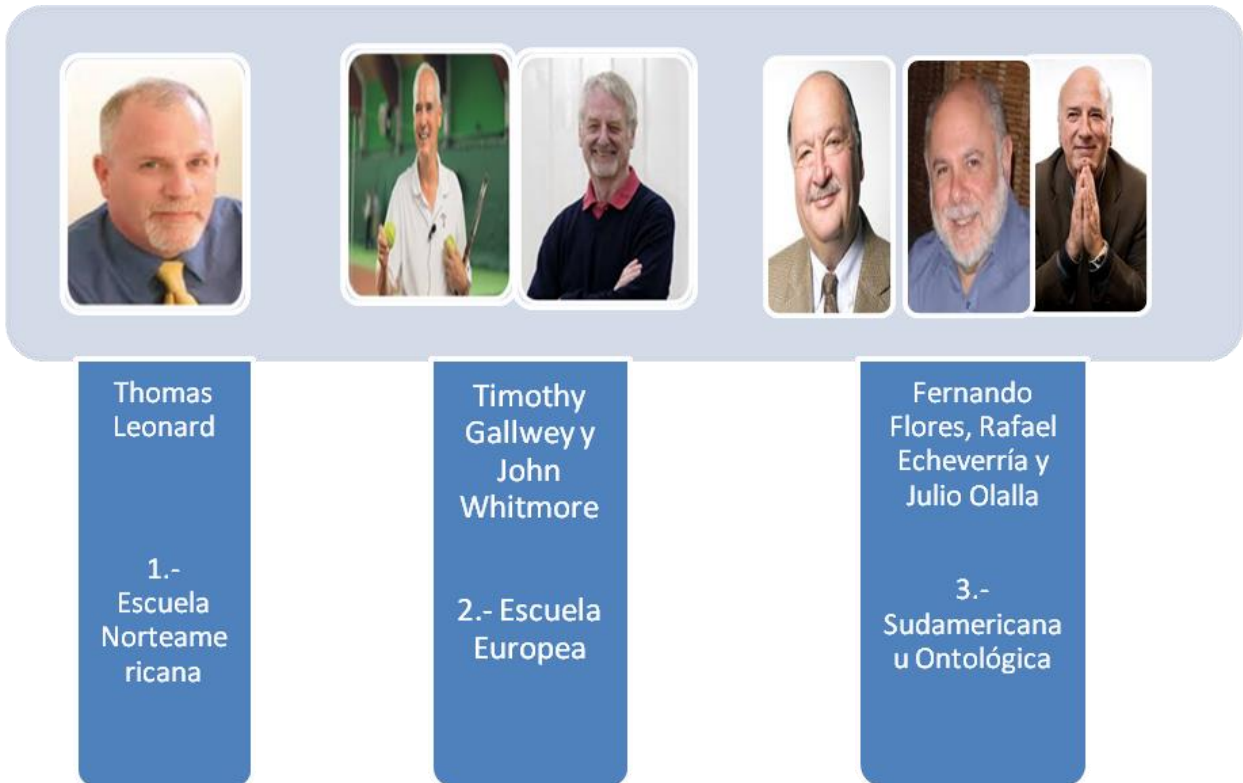 Thomas
Leonard
1.-
Escuela
Norteame
ricana
Timothy
Gallwey y
John
Whitmore
2.- Escuela
Europea
Fernando
Flores, Rafael
Echeverría y
Julio Olalla
3.-
Sudamericana
u Ontológica